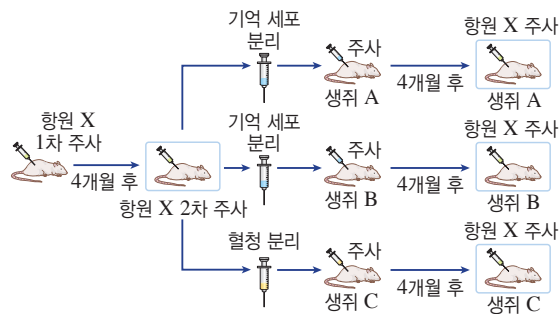 기억 세포
분리
주사
생쥐 A
4개월 후
항원 X 주사
생쥐 A
항원 X
1차 주사
4개월 후
항원 X 2차 주사
기억 세포
분리
주사
생쥐 B
4개월 후
항원 X 주사
생쥐 B
혈청 분리
주사
생쥐 C
4개월 후
항원 X 주사
생쥐 C